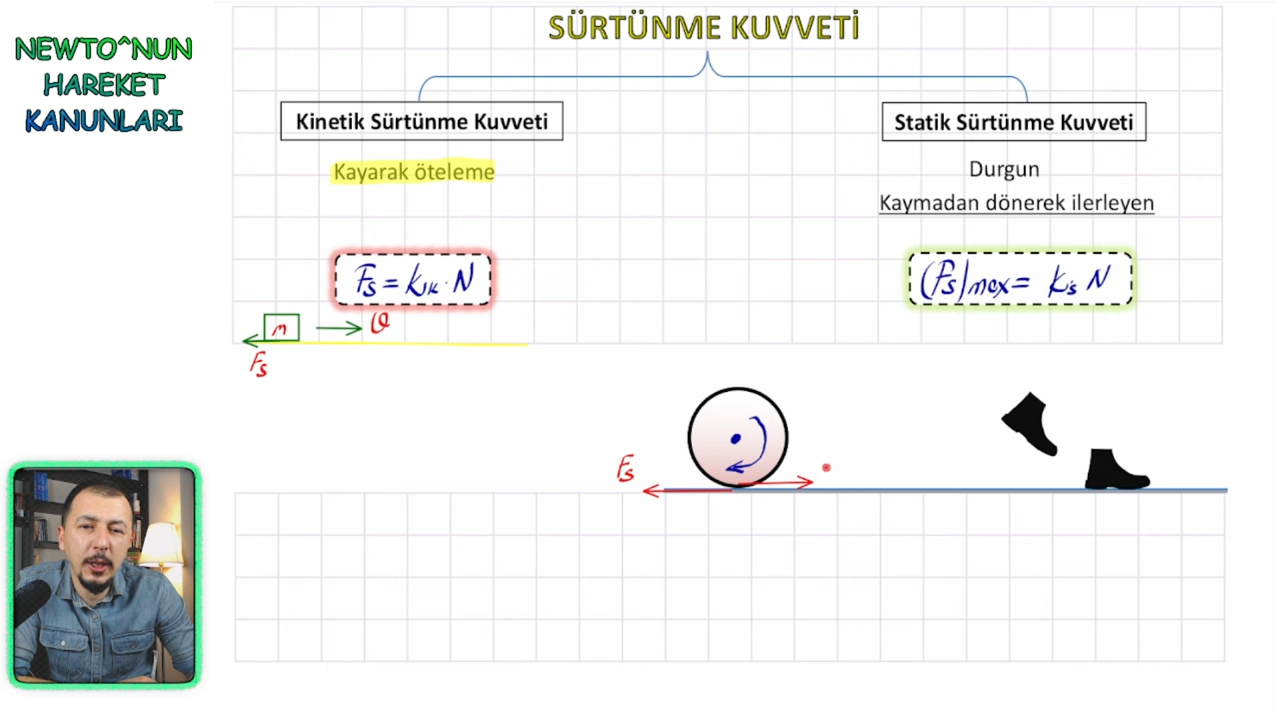 NEWTO^NUN
HAREKET
KANUNLARI
SÜRTÜNME KUVVETİ
Kinetik Sürtünme Kuvveti
Kayarak öteleme
Fs = kk · N
m
ϑ
Fs
Statik Sürtünme Kuvveti
Durgun
Kaymadan dönerek ilerleyen
(Fs)max = ks N
Fs